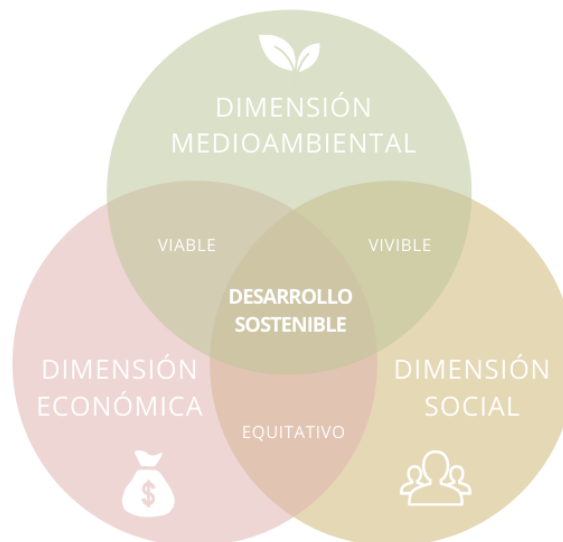 DIMENSIÓN
MEDIOAMBIENTAL
VIABLE
VIVIBLE
DESARROLLO
SOSTENIBLE
DIMENSIÓN
ECONÓMICA
DIMENSIÓN
SOCIAL
EQUITATIVO
$